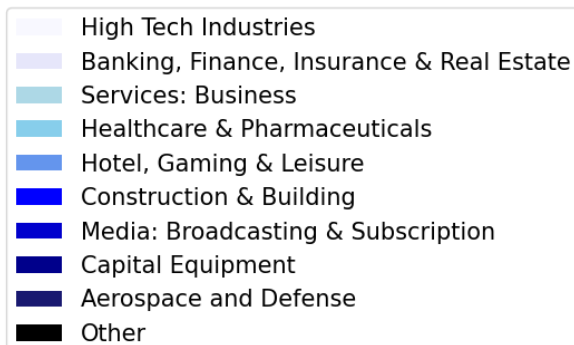 High Tech Industries
Banking, Finance, Insurance & Real Estate
Services: Business
Healthcare & Pharmaceuticals
Hotel, Gaming & Leisure
Construction & Building
Media: Broadcasting & Subscription
Capital Equipment
Aerospace and Defense
Other